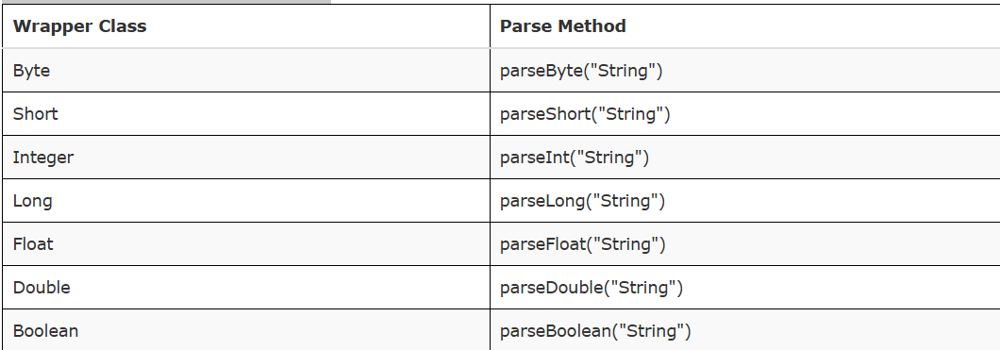 Wrapper Class Parse Method
Byte parseByte("String")
Short parseShort("String")
Integer parseInt("String")
Long parseLong("String")
Float parseFloat("String")
Double parseDouble("String")
Boolean parseBoolean("String")